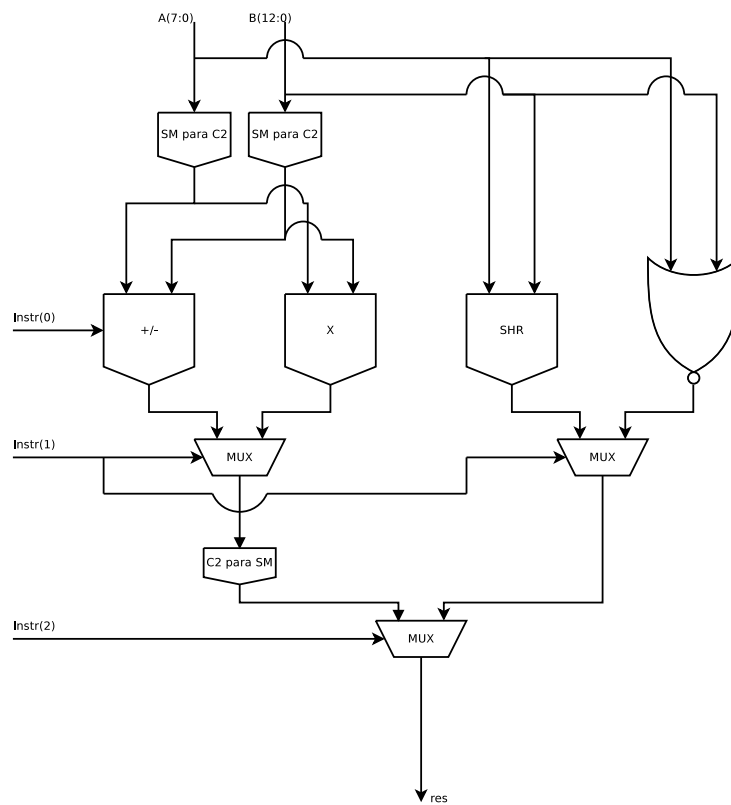 A(7:0)
B(12:0)
SM para C2
SM para C2
Instr(0)
+/-
X
SHR
Instr(1)
MUX
MUX
C2 para SM
Instr(2)
MUX
res